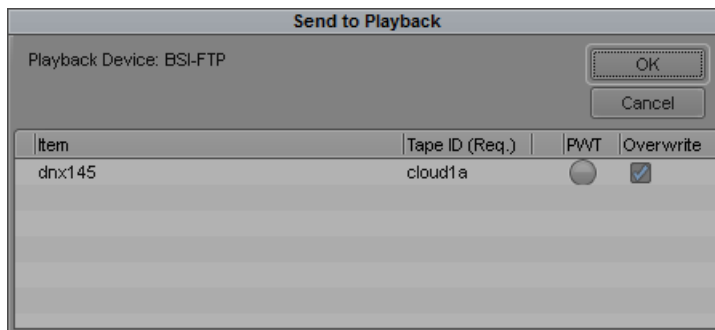 Send to Playback
Playback Device: BSI-FTP
OK
Cancel
Item Tape ID (Req.) PWT Overwrite
dnx145 cloud1a